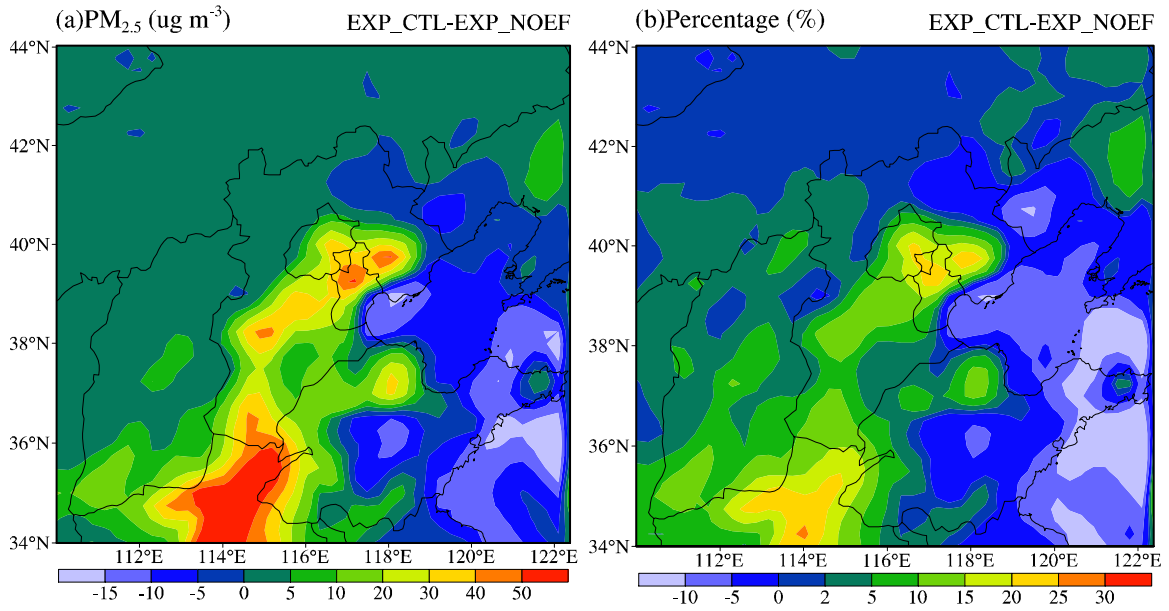 (a)PM2.5 (ug m-3) EXP_CTL-EXP_NOEF
44°N
42°N
40°N
38°N
36°N
34°N
112°E 114°E 116°E 118°E 120°E 122°E
-15 -10 -5 0 5 10 20 30 40 50
(b)Percentage (%) EXP_CTL-EXP_NOEF
44°N
42°N
40°N
38°N
36°N
34°N
112°E 114°E 116°E 118°E 120°E 122°E
-10 -5 0 2 5 10 15 20 25 30